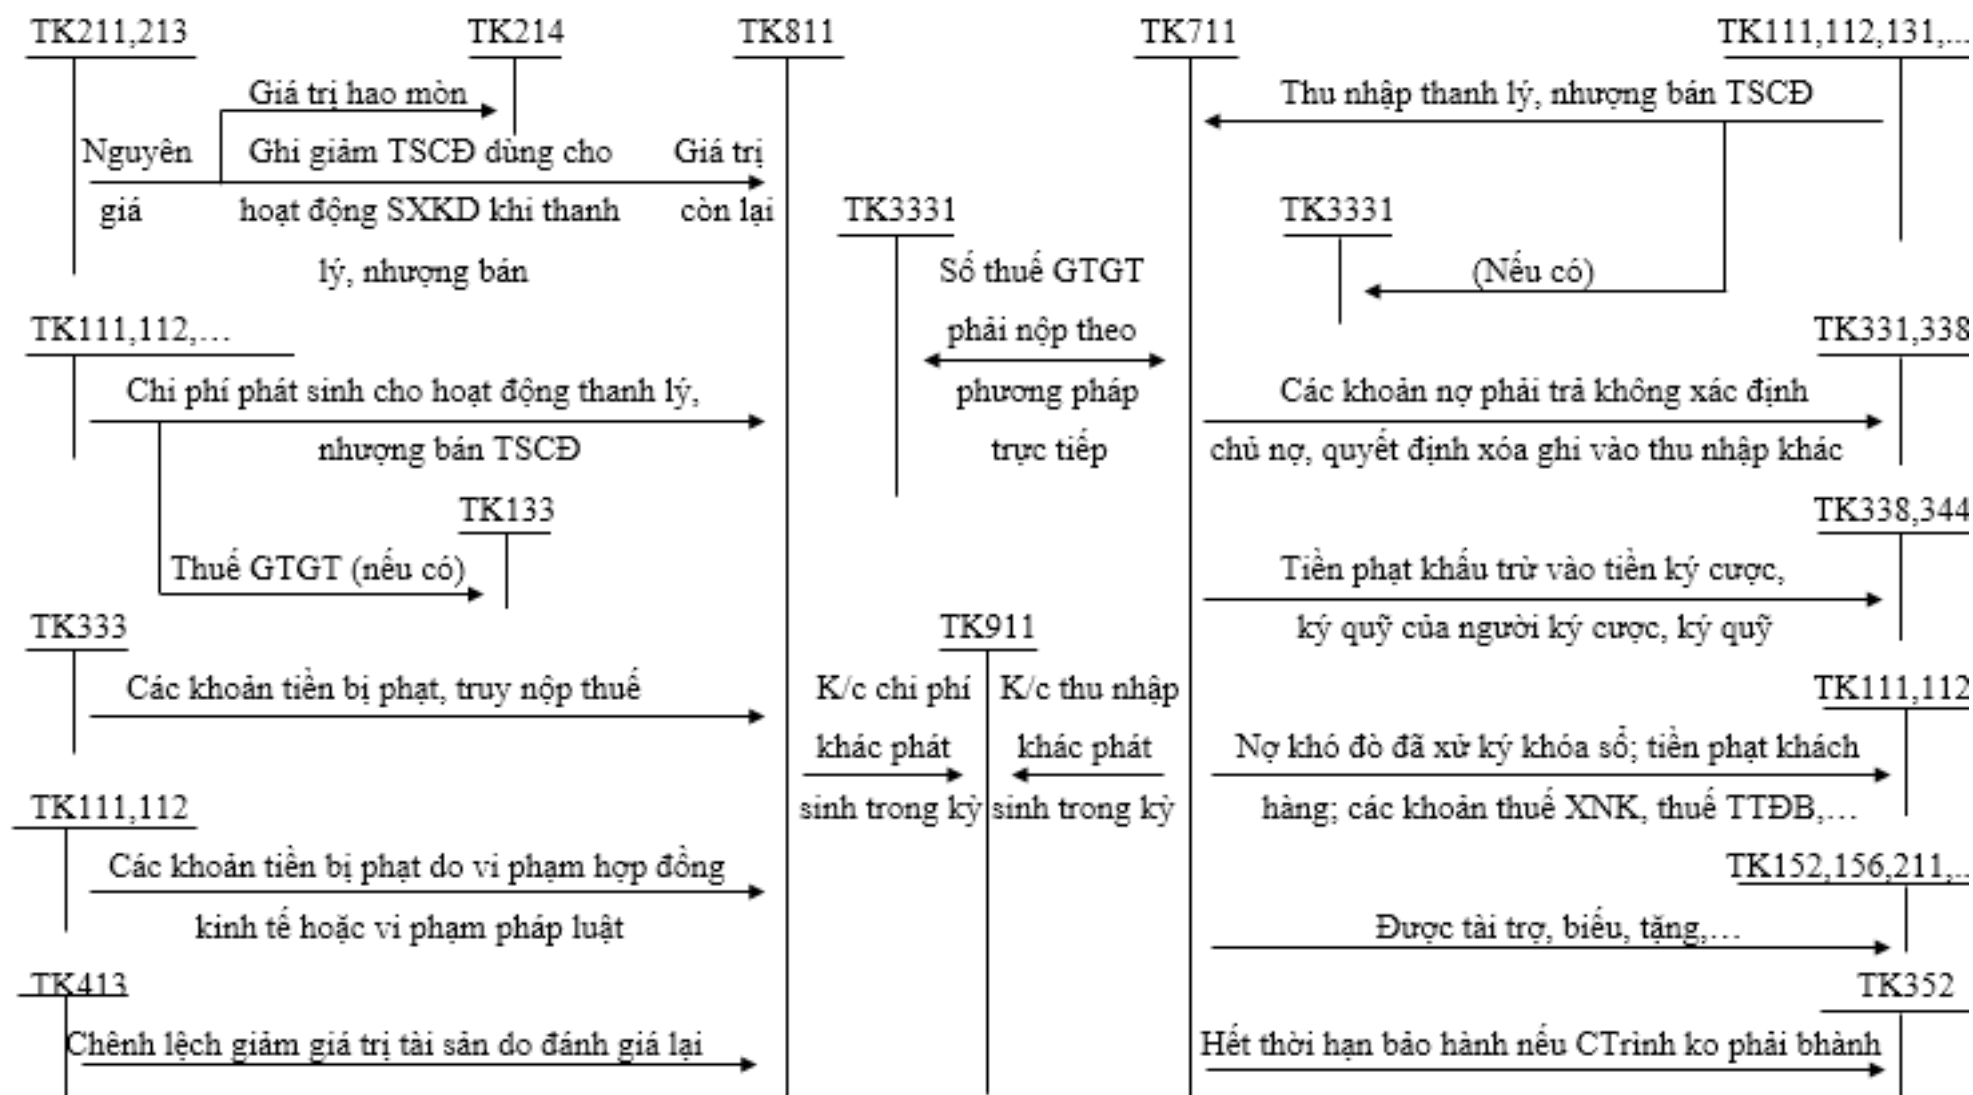 TK211,213
TK214
TK811
TK711
TK111,112,131,...
Giá trị hao mòn
Thu nhập thanh lý, nhượng bán TSCĐ
Nguyên
Ghi giảm TSCĐ dùng cho
Giá trị
giá
hoạt động SXKD khi thanh
còn lại
TK3331
TK3331
lý, nhượng bán
Số thuế GTGT
(Nếu có)
TK111,112,…
phải nộp theo
TK331,338
Chi phí phát sinh cho hoạt động thanh lý,
phương pháp
Các khoản nợ phải trả không xác định
nhượng bán TSCĐ
trực tiếp
chủ nợ, quyết định xóa ghi vào thu nhập khác
TK133
TK338,344
Thuế GTGT (nếu có)
Tiền phạt khấu trừ vào tiền ký cược,
TK333
TK911
ký quỹ của người ký cược, ký quỹ
Các khoản tiền bị phạt, truy nộp thuế
K/c chi phí
K/c thu nhập
TK111,112
khác phát
khác phát
Nợ khó đò đã xử ký khóa sổ; tiền phạt khách
TK111,112
sinh trong kỳ
sinh trong kỳ
hàng; các khoản thuế XNK, thuế TTĐB,…
Các khoản tiền bị phạt do vi phạm hợp đồng
TK152,156,211,..
kinh tế hoặc vi phạm pháp luật
Được tài trợ, biếu, tặng,…
TK413
TK352
Chênh lệch giảm giá trị tài sản do đánh giá lại
Hết thời hạn bảo hành nếu CTrình ko phải bhành